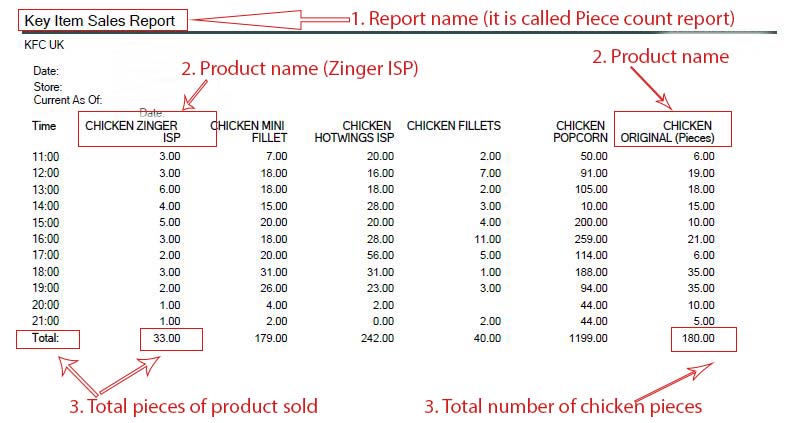 Key Item Sales Report
1. Report name (it is called Piece count report)
KFC UK
Date:
2. Product name (Zinger ISP)
2. Product name
Store:
Current As Of:
Date:
Time CHICKEN ZINGER ISP CHICKEN MINI FILLET CHICKEN HOTWINGS ISP CHICKEN FILLETS CHICKEN POPCORN CHICKEN ORIGINAL (Pieces)
11:00 3.00 7.00 20.00 2.00 50.00 6.00
12:00 3.00 18.00 16.00 7.00 91.00 19.00
13:00 6.00 18.00 18.00 2.00 105.00 18.00
14:00 4.00 15.00 28.00 3.00 10.00 15.00
15:00 5.00 20.00 20.00 4.00 200.00 10.00
16:00 3.00 18.00 28.00 11.00 259.00 21.00
17:00 2.00 20.00 56.00 5.00 114.00 6.00
18:00 3.00 31.00 31.00 1.00 188.00 35.00
19:00 2.00 26.00 23.00 3.00 94.00 35.00
20:00 1.00 4.00 2.00 44.00 10.00
21:00 1.00 2.00 0.00 2.00 44.00 5.00
Total: 33.00 179.00 242.00 40.00 1199.00 180.00
3. Total pieces of product sold
3. Total number of chicken pieces